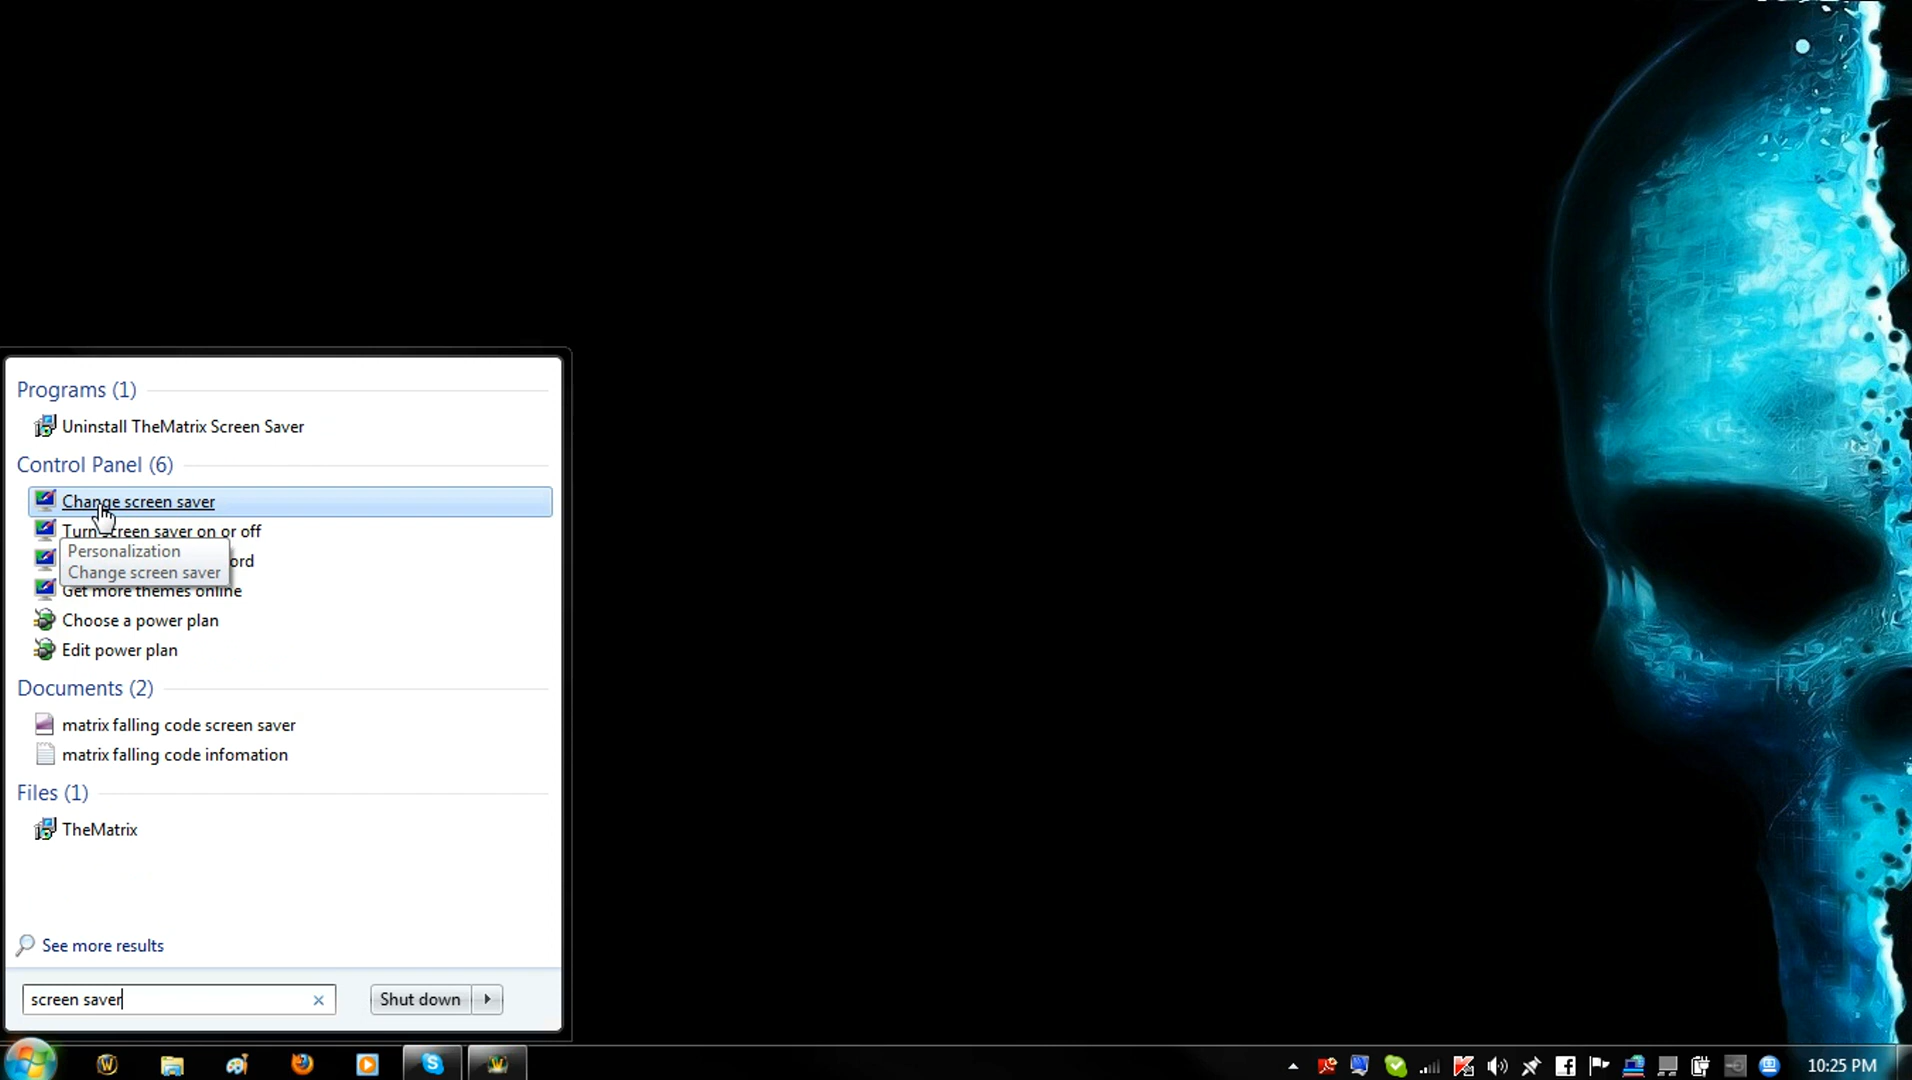 Programs (1)
Uninstall TheMatrix Screen Saver
Control Panel (6)
Change screen saver
Turn screen saver on or off
Personalization
ord
Change screen saver
Get more themes online
Choose a power plan
Edit power plan
Documents (2)
matrix falling code screen saver
matrix falling code infomation
Files (1)
TheMatrix
See more results
screen saver
Shut down
10:25 PM